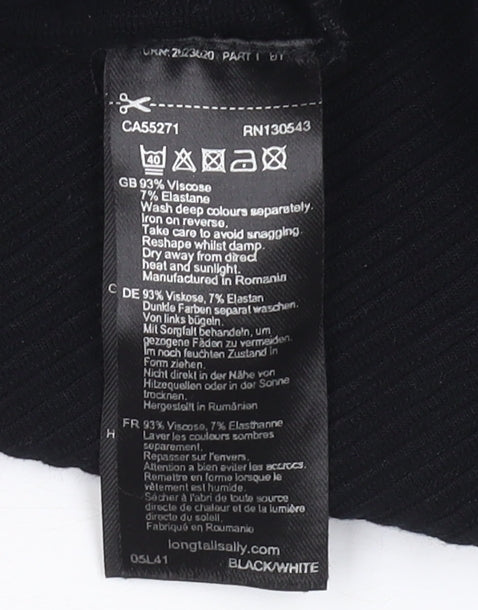 PART 1
CA55271 RN130543
40
GB 93% Viscose
7% Elastane
Wash deep colours separately.
Iron on reverse.
Take care to avoid snagging.
Reshape whilst damp.
Dry away from direct
heat and sunlight.
Manufactured in Romania
C
DE 93% Viskose, 7% Elastan
Dunkle Farben separat waschen.
Von links bügeln.
Mit Sorgfalt behandeln, um
gezogene Fäden zu vermeiden.
Im noch feuchten Zustand in
Form ziehen.
Nicht direkt in der Nähe von
Hitzequellen oder in der Sonne
trocknen.
Hergestellt in Rumänien
FR 93% Viscose, 7% Elasthanne
H
Laver les couleurs sombres
separement.
Repasser sur l'envers.
Attention a bien eviter les accrocs.
Remettre en forme lorsque le
vêtement est humide.
Sécher à l'abri de toute source
directe de chaleur et de la lumière
directe du soleil.
Fabriqué en Roumanie
longtallsally.com
05L41 BLACK/WHITE